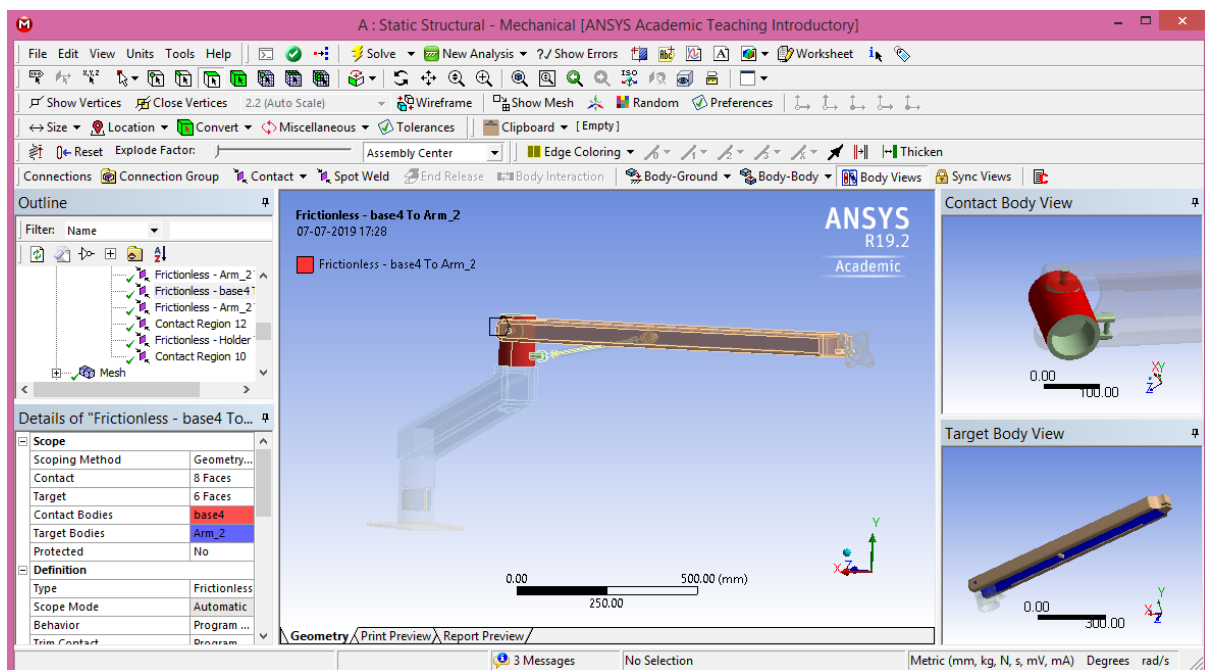 A : Static Structural - Mechanical [ANSYS Academic Teaching Introductory]
File Edit View Units Tools Help Solve New Analysis ?/ Show Errors Worksheet
Show Vertices Close Vertices 2.2 (Auto Scale) Wireframe Show Mesh Random Preferences
Size Location Convert Miscellaneous Tolerances Clipboard [Empty]
Reset Explode Factor: Assembly Center Edge Coloring Thicken
Connections Connection Group Contact Spot Weld End Release Body Interaction Body-Ground Body-Body Body Views Sync Views
Outline
Filter: Name
Frictionless - Arm_2
Frictionless - base4
Frictionless - Arm_2
Contact Region 12
Frictionless - Holder
Contact Region 10
Mesh
Details of "Frictionless - base4 To...
Scope
Scoping Method Geometry...
Contact 8 Faces
Target 6 Faces
Contact Bodies base4
Target Bodies Arm_2
Protected No
Definition
Type Frictionless
Scope Mode Automatic
Behavior Program ...
Trim Contact Program
Frictionless - base4 To Arm_2
07-07-2019 17:28
Frictionless - base4 To Arm_2
ANSYS
R19.2
Academic
0.00 500.00 (mm)
250.00
Y
X Z
Geometry Print Preview Report Preview
Contact Body View
0.00
100.00
X Y
Z
Target Body View
0.00
300.00
Y
X
Z
3 Messages No Selection Metric (mm, kg, N, s, mV, mA) Degrees rad/s